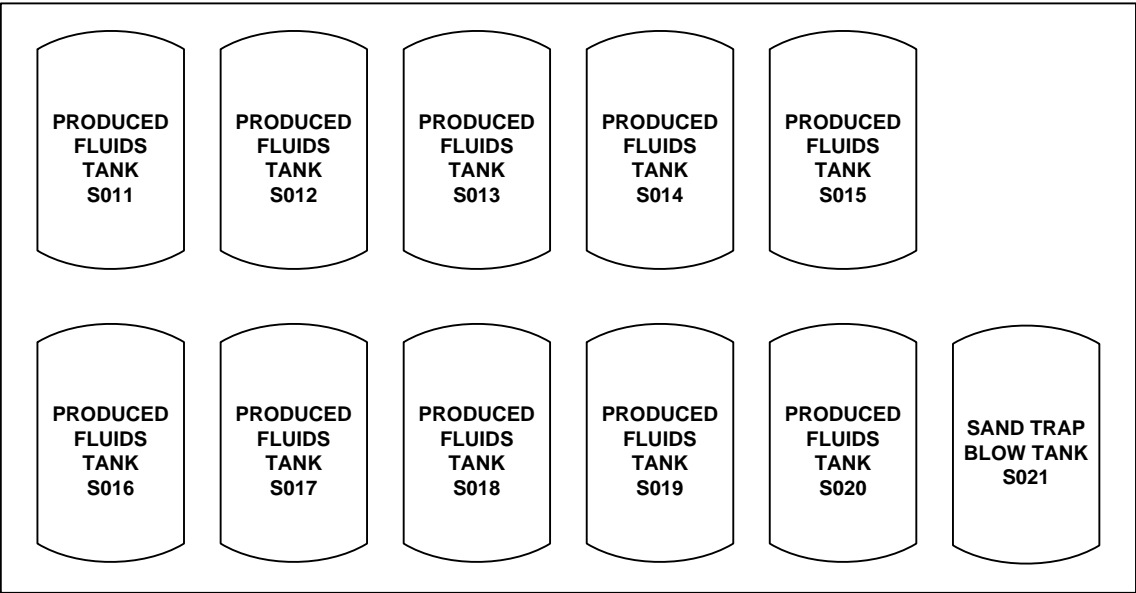 PRODUCED
FLUIDS
TANK
S011
PRODUCED
FLUIDS
TANK
S012
PRODUCED
FLUIDS
TANK
S013
PRODUCED
FLUIDS
TANK
S014
PRODUCED
FLUIDS
TANK
S015
PRODUCED
FLUIDS
TANK
S016
PRODUCED
FLUIDS
TANK
S017
PRODUCED
FLUIDS
TANK
S018
PRODUCED
FLUIDS
TANK
S019
PRODUCED
FLUIDS
TANK
S020
SAND TRAP
BLOW TANK
S021